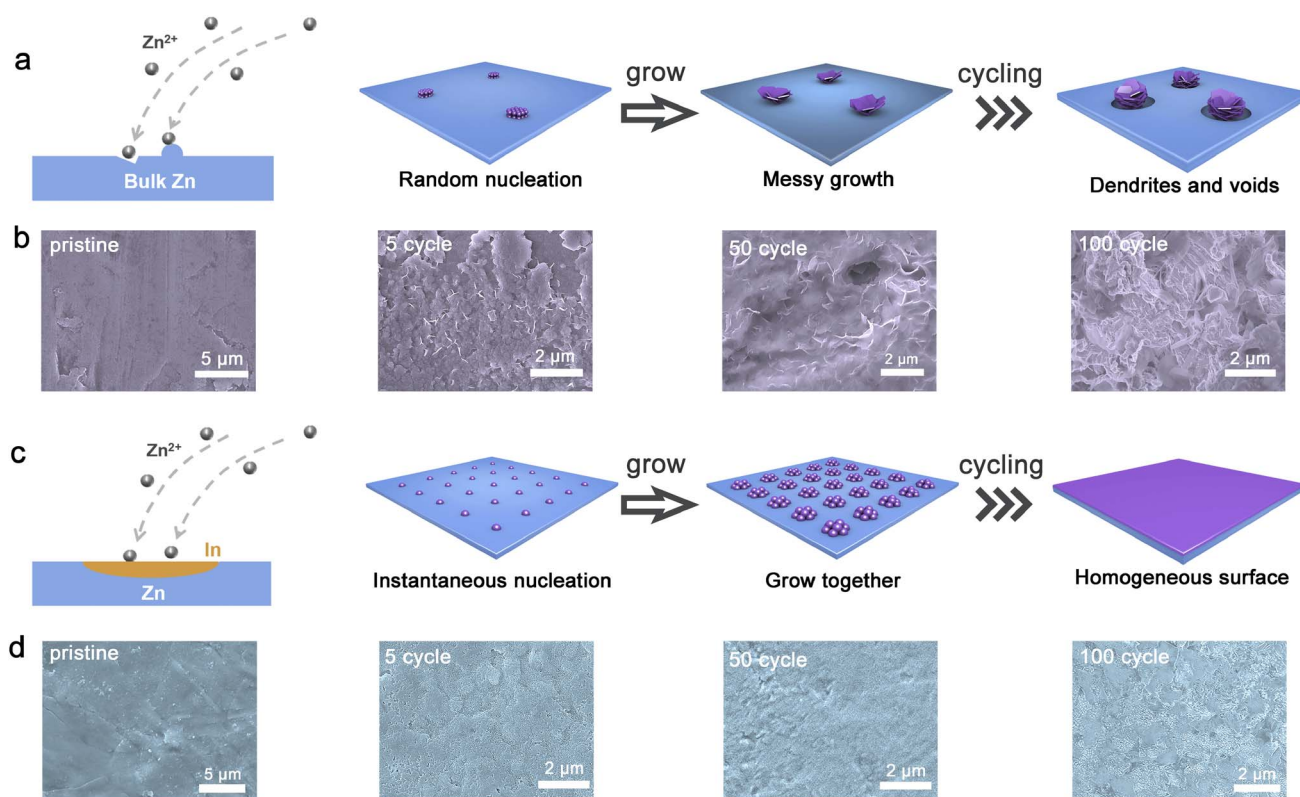 a
Zn²⁺
Bulk Zn
grow
cycling
Random nucleation
Messy growth
Dendrites and voids
b
pristine
5 μm
5 cycle
2 μm
50 cycle
2 μm
100 cycle
2 μm
c
Zn²⁺
In
Zn
grow
cycling
Instantaneous nucleation
Grow together
Homogeneous surface
d
pristine
5 μm
5 cycle
2 μm
50 cycle
2 μm
100 cycle
2 μm